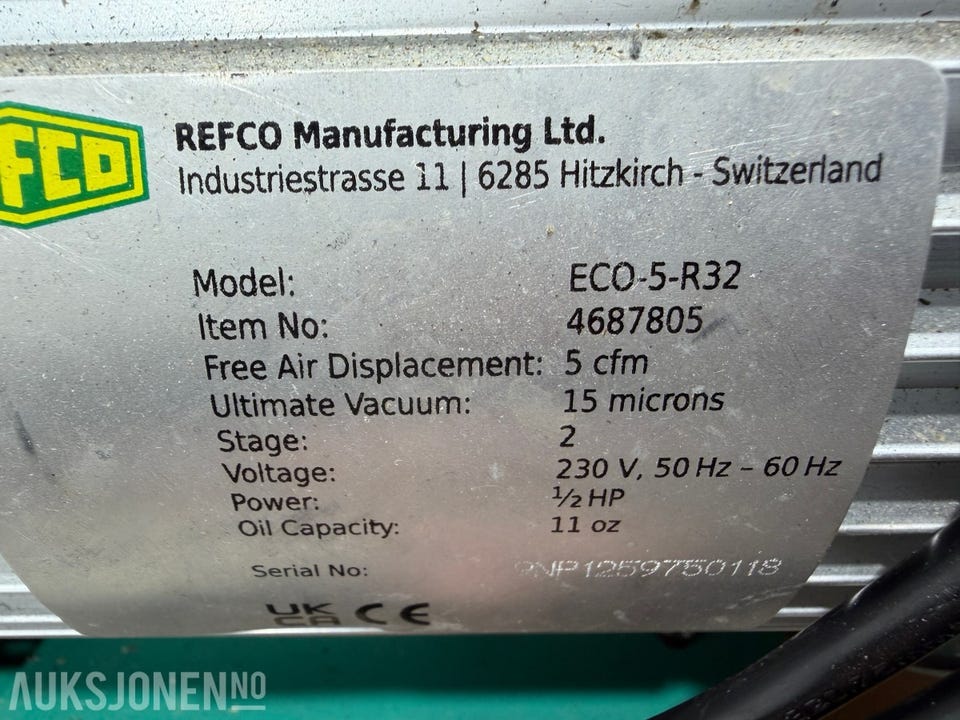 FCO
REFCO Manufacturing Ltd.
Industriestrasse 11 | 6285 Hitzkirch - Switzerland
Model: ECO-5-R32
Item No: 4687805
Free Air Displacement: 5 cfm
Ultimate Vacuum: 15 microns
Stage: 2
Voltage: 230 V, 50 Hz – 60 Hz
Power: ½ HP
Oil Capacity: 11 oz
Serial No:
UK
CA CE
AUKSJONEN.NO